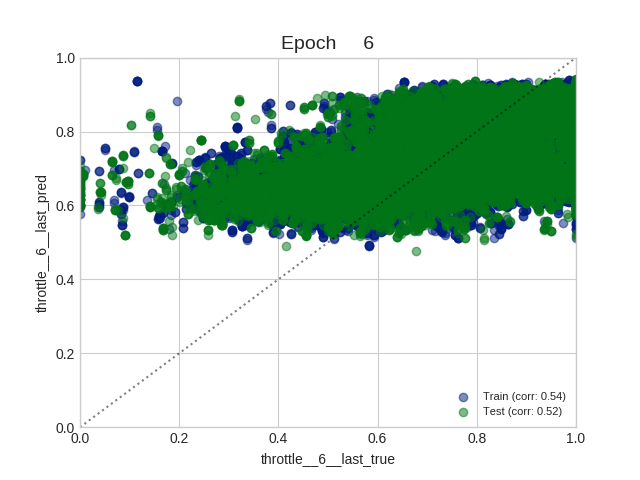 Epoch 6
1.0
0.8
0.6
0.4
0.2
0.0
throttle__6__last_pred
0.0 0.2 0.4 0.6 0.8 1.0
throttle__6__last_true
Train (corr: 0.54)
Test (corr: 0.52)